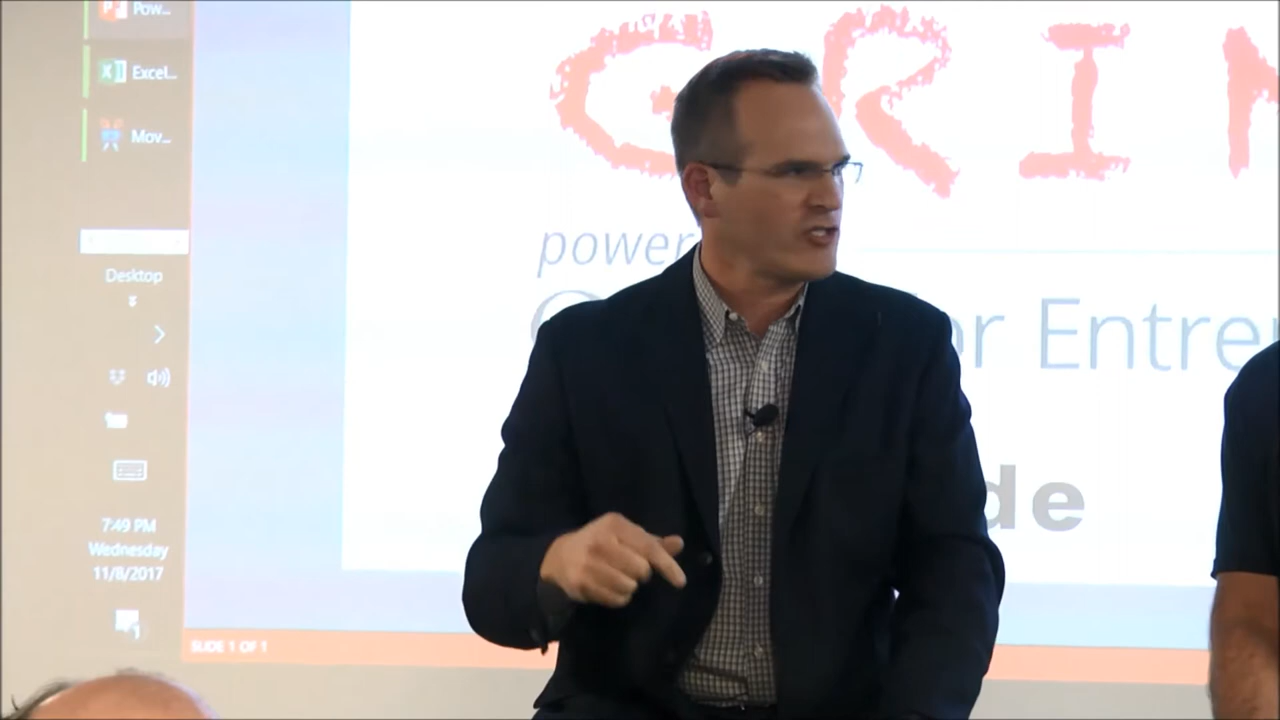 Pow...
Excel...
Mov...
Desktop
7:49 PM
Wednesday
11/8/2017
SLIDE 1 OF 1
GRIN
power
or Entre
de